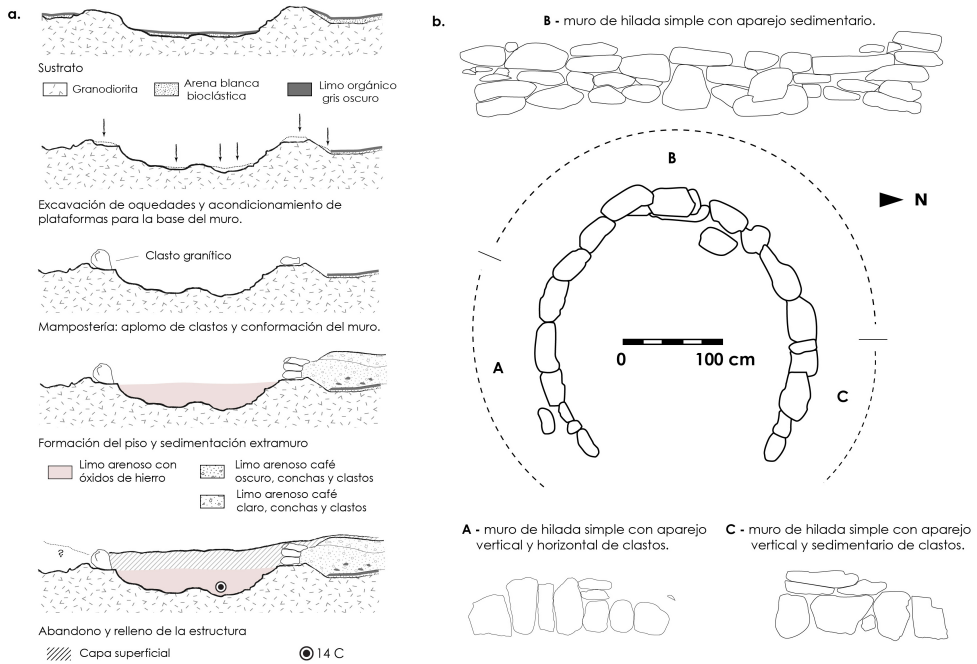 a.
Sustrato
Granodiorita
Arena blanca
bioclástica
Limo orgánico
gris oscuro
Excavación de oquedades y acondicionamiento de
plataformas para la base del muro.
Clasto granítico
Mampostería: aplomo de clastos y conformación del muro.
Formación del piso y sedimentación extramuro
Limo arenoso con
óxidos de hierro
Limo arenoso café
oscuro, conchas y clastos
Limo arenoso café
claro, conchas y clastos
?
Abandono y relleno de la estructura
Capa superficial
14 C
b.
B - muro de hilada simple con aparejo sedimentario.
B
N
A
0 100 cm
C
A - muro de hilada simple con aparejo
vertical y horizontal de clastos.
C - muro de hilada simple con aparejo
vertical y sedimentario de clastos.